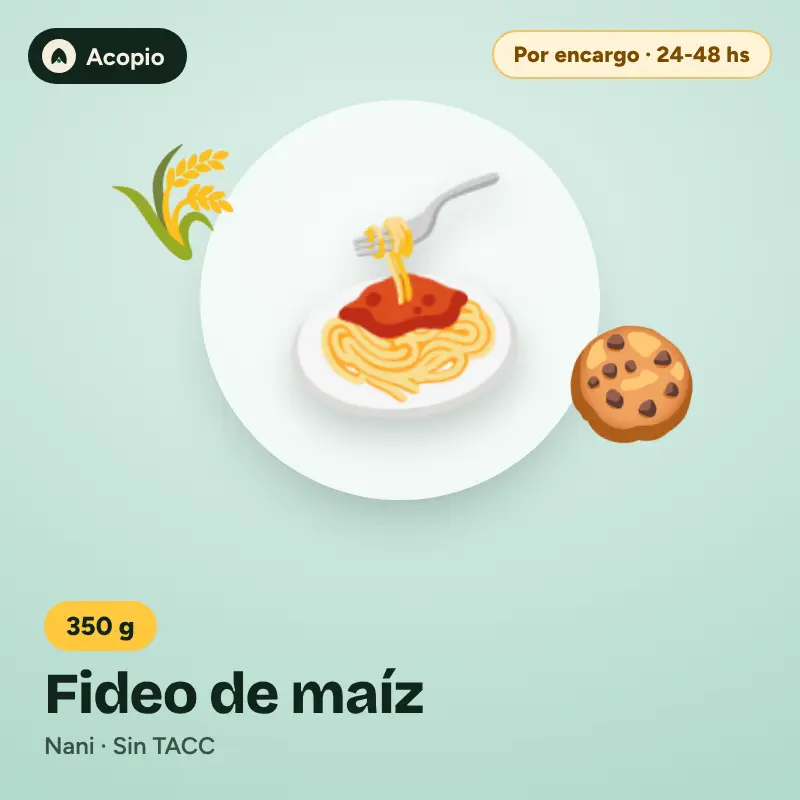 Acopio
Por encargo · 24-48 hs
350 g
Fideo de maíz
Nani · Sin TACC